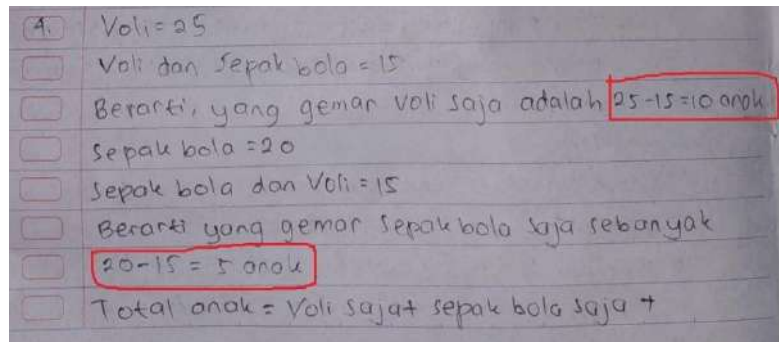 4. Voli = 25
Voli dan Sepak bola = 15
Berarti, yang gemar voli saja adalah 25-15=10 anak
Sepak bola = 20
Sepak bola dan Voli = 15
Berarti yang gemar sepak bola saja sebanyak
20-15 = 5 anak
Total anak = Voli saja + sepak bola saja +